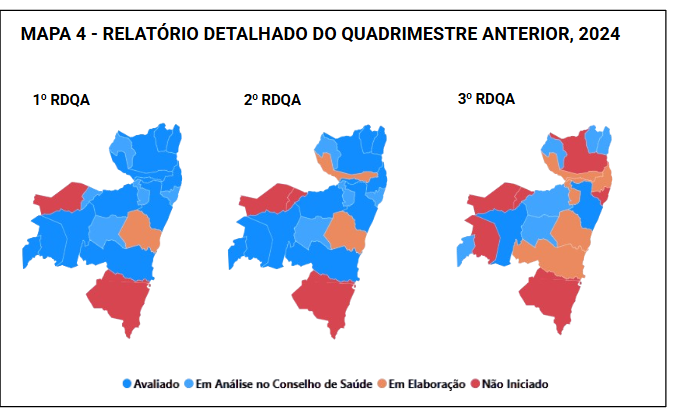 MAPA 4 - RELATÓRIO DETALHADO DO QUADRIMESTRE ANTERIOR, 2024
1º RDQA
2º RDQA
3º RDQA
Avaliado
Em Análise no Conselho de Saúde
Em Elaboração
Não Iniciado